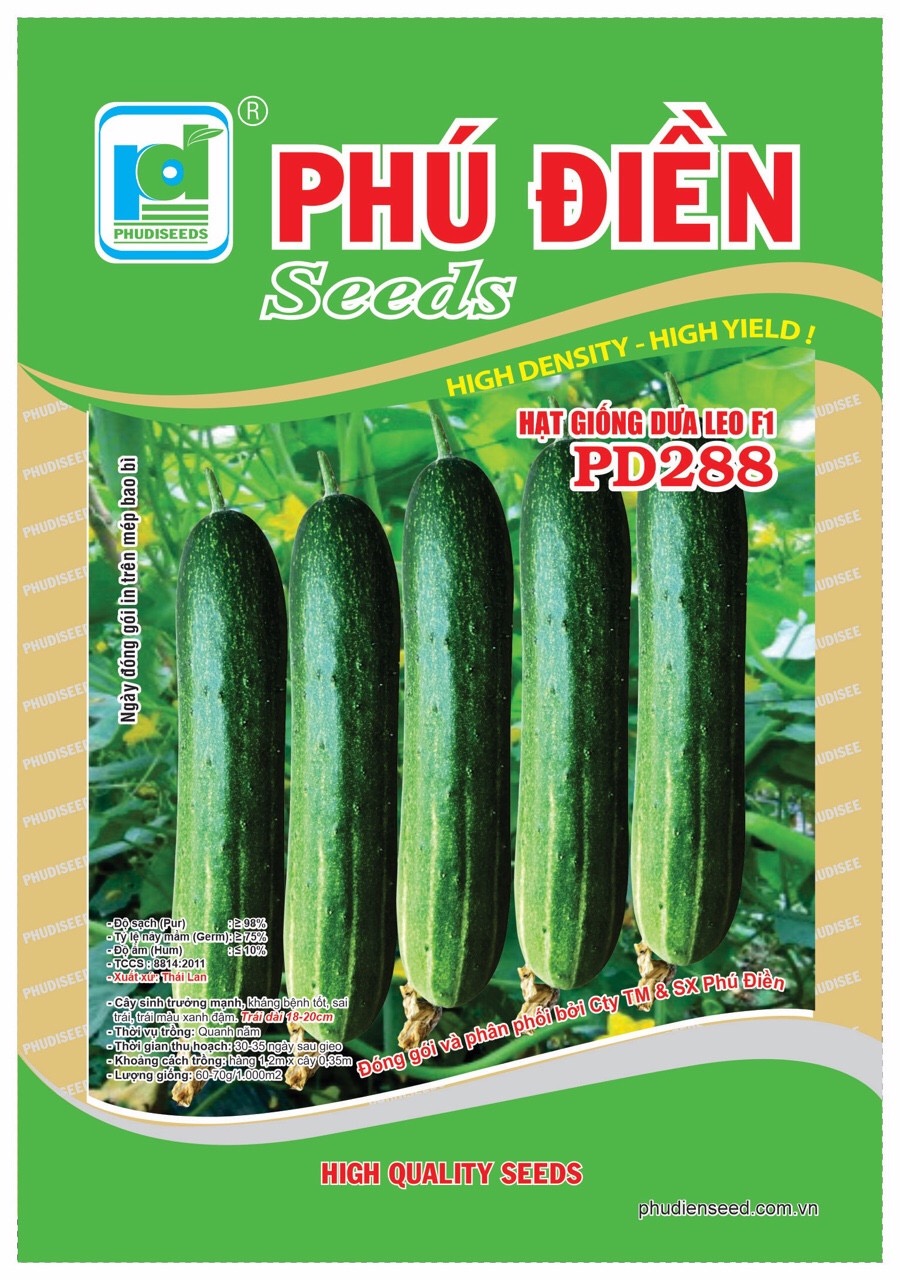 ®
pd
PHUDISEEDS
PHÚ ĐIỀN
Seeds
HIGH DENSITY - HIGH YIELD !
HẠT GIỐNG DƯA LEO F1
PD288
Ngày đóng gói in trên mép bao bì
- Độ sạch (Pur) : ≥ 98%
- Tỷ lệ nảy mầm (Germ): ≥ 75%
- Độ ẩm (Hum) : ≤ 10%
- TCCS : 8814:2011
- Xuất xứ: Thái Lan
- Cây sinh trưởng mạnh, kháng bệnh tốt, sai
trái, trái màu xanh đậm. Trái dài 18-20cm
- Thời vụ trồng: Quanh năm
- Thời gian thu hoạch: 30-35 ngày sau gieo
- Khoảng cách trồng: hàng 1,2m x cây 0,35m
- Lượng giống: 60-70g/1.000m2
Đóng gói và phân phối bởi Cty TM & SX Phú Điền
HIGH QUALITY SEEDS
phudienseed.com.vn